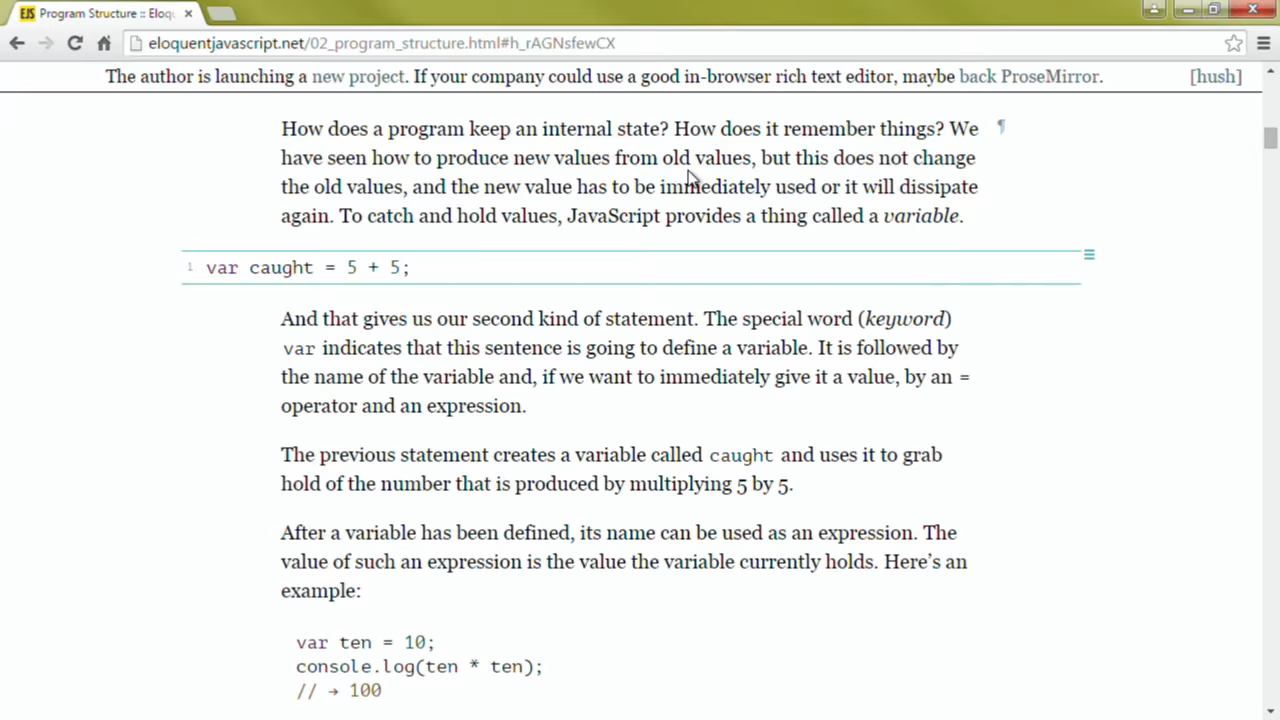 EJS Program Structure :: Eloq
eloquentjavascript.net/02_program_structure.html#h_rAGNsfewCX
The author is launching a new project. If your company could use a good in-browser rich text editor, maybe back ProseMirror. [hush]
How does a program keep an internal state? How does it remember things? We ¶
have seen how to produce new values from old values, but this does not change
the old values, and the new value has to be immediately used or it will dissipate
again. To catch and hold values, JavaScript provides a thing called a variable.
1 var caught = 5 + 5;
And that gives us our second kind of statement. The special word (keyword)
var indicates that this sentence is going to define a variable. It is followed by
the name of the variable and, if we want to immediately give it a value, by an =
operator and an expression.
The previous statement creates a variable called caught and uses it to grab
hold of the number that is produced by multiplying 5 by 5.
After a variable has been defined, its name can be used as an expression. The
value of such an expression is the value the variable currently holds. Here’s an
example:
var ten = 10;
console.log(ten * ten);
// → 100